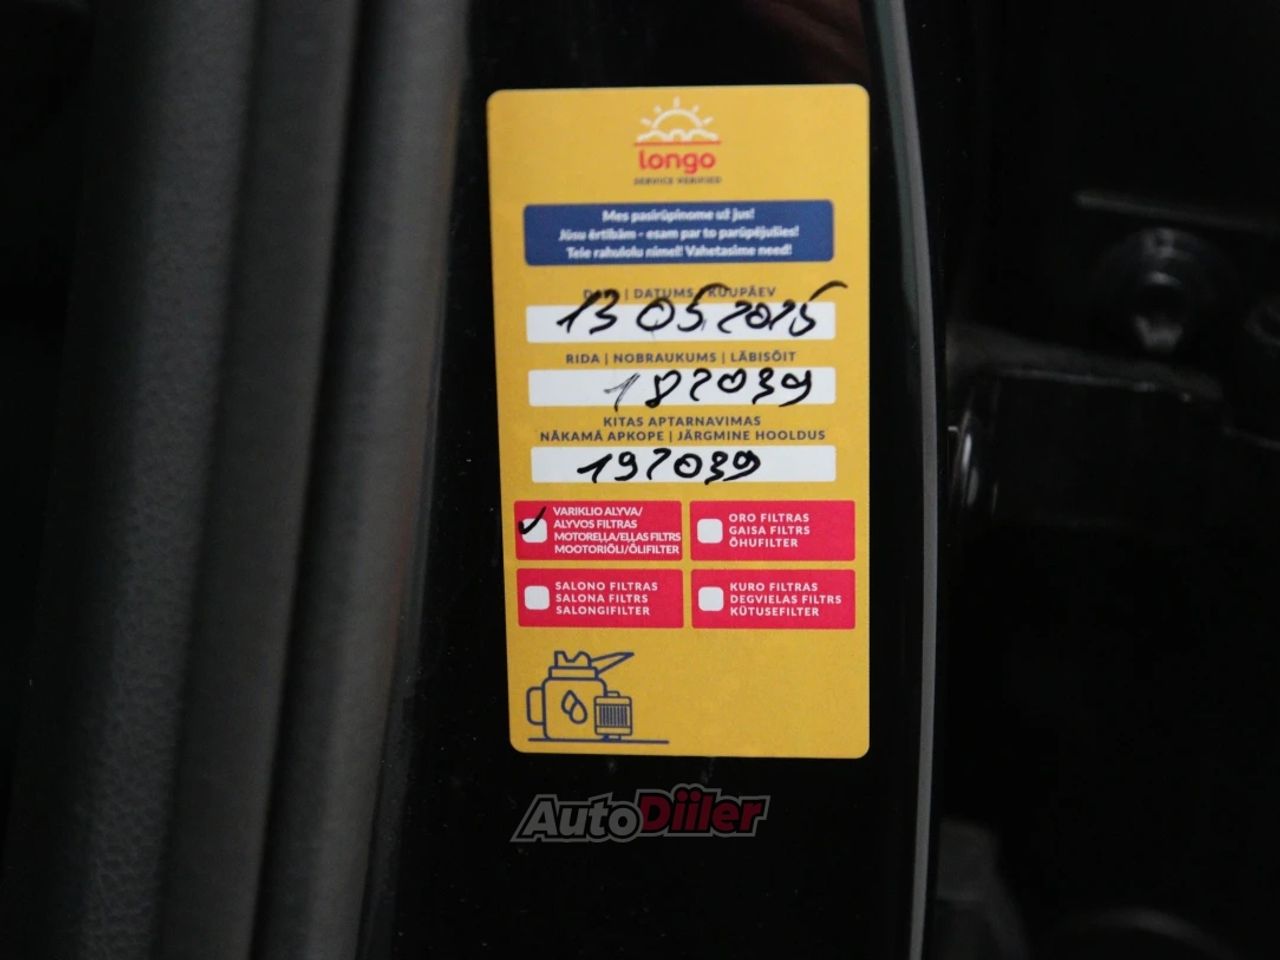 longo
SERVICE VERIFIED
Mes pasirūpinome už jus!
Jūsu ērtībām - esam par to parūpējušies!
Teie rahulolu nimel! Vahetasime need!
DATA | DATUMS | KUUPÄEV
13 05 2025
RIDA | NOBRAUKUMS | LÄBISÕIT
182039
KITAS APTARNAVIMAS
NĀKAMĀ APKOPE | JÄRGMINE HOOLDUS
192039
VARIKLIO ALYVA/
ALYVOS FILTRAS
MOTOREĻĻA/EĻĻAS FILTRS
MOOTORIÕLI/ÕLIFILTER
ORO FILTRAS
GAISA FILTRS
ÕHUFILTER
SALONO FILTRAS
SALONA FILTRS
SALONGIFILTER
KURO FILTRAS
DEGVIELAS FILTRS
KÜTUSEFILTER
AutoDiiler